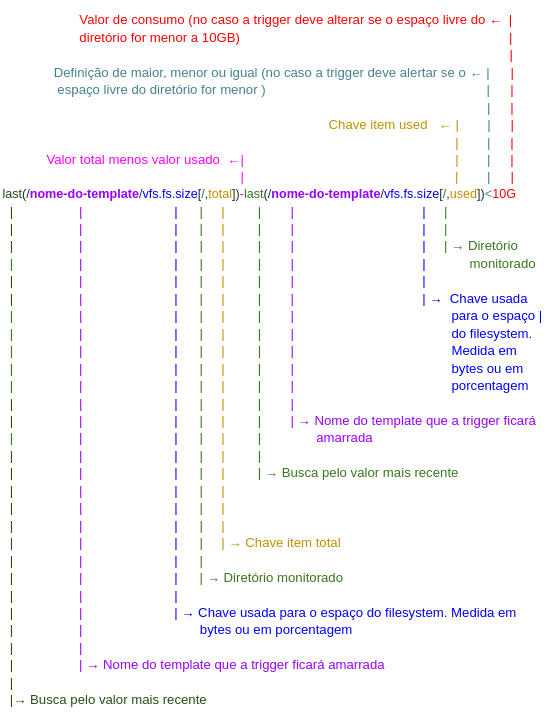 Valor de consumo (no caso a trigger deve alterar se o espaço livre do ← |
diretório for menor a 10GB)
Definição de maior, menor ou igual (no caso a trigger deve alertar se o ← |
espaço livre do diretório for menor )
Chave item used ← |
Valor total menos valor usado ←|
last(/nome-do-template/vfs.fs.size[/,total])-last(/nome-do-template/vfs.fs.size[/,used])<10G
| → Diretório
monitorado
| → Chave usada
para o espaço |
do filesystem.
Medida em
bytes ou em
porcentagem
| → Nome do template que a trigger ficará
amarrada
| → Busca pelo valor mais recente
| → Chave item total
| → Diretório monitorado
| → Chave usada para o espaço do filesystem. Medida em
bytes ou em porcentagem
| → Nome do template que a trigger ficará amarrada
|→ Busca pelo valor mais recente